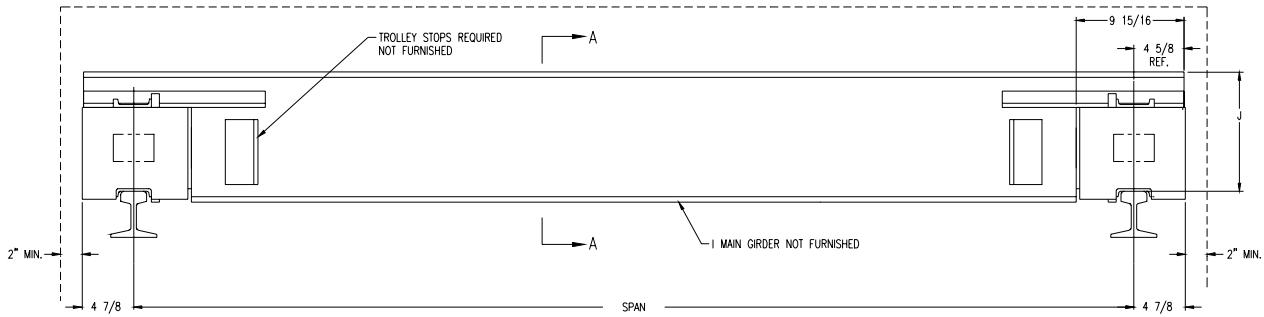 9 15/16
TROLLEY STOPS REQUIRED
NOT FURNISHED
A
4 5/8
REF.
J
A
I MAIN GIRDER NOT FURNISHED
2" MIN.
2" MIN.
4 7/8
SPAN
4 7/8